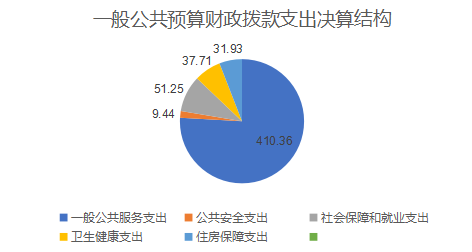 一般公共预算财政拨款支出决算结构
31.93
37.71
51.25
9.44
410.36
一般公共服务支出 公共安全支出 社会保障和就业支出
卫生健康支出 住房保障支出